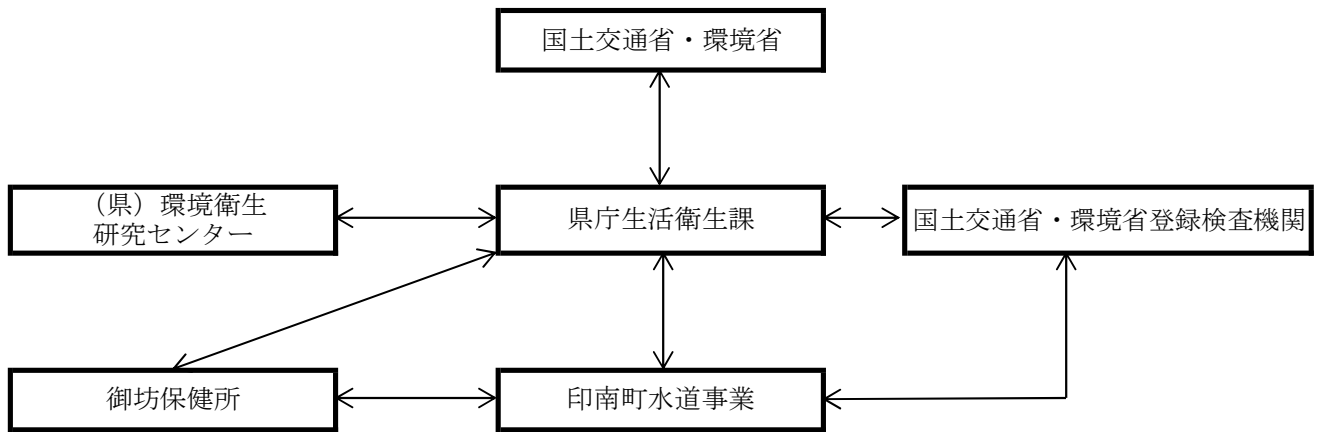 国土交通省・環境省
（県）環境衛生
研究センター
県庁生活衛生課
国土交通省・環境省登録検査機関
御坊保健所
印南町水道事業